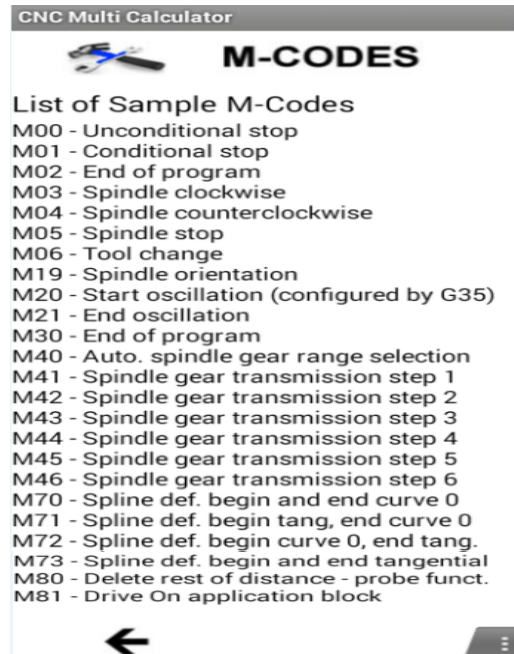 CNC Multi Calculator
M-CODES
List of Sample M-Codes
M00 - Unconditional stop
M01 - Conditional stop
M02 - End of program
M03 - Spindle clockwise
M04 - Spindle counterclockwise
M05 - Spindle stop
M06 - Tool change
M19 - Spindle orientation
M20 - Start oscillation (configured by G35)
M21 - End oscillation
M30 - End of program
M40 - Auto. spindle gear range selection
M41 - Spindle gear transmission step 1
M42 - Spindle gear transmission step 2
M43 - Spindle gear transmission step 3
M44 - Spindle gear transmission step 4
M45 - Spindle gear transmission step 5
M46 - Spindle gear transmission step 6
M70 - Spline def. begin and end curve 0
M71 - Spline def. begin tang, end curve 0
M72 - Spline def. begin curve 0, end tang.
M73 - Spline def. begin and end tangential
M80 - Delete rest of distance - probe funct.
M81 - Drive On application block